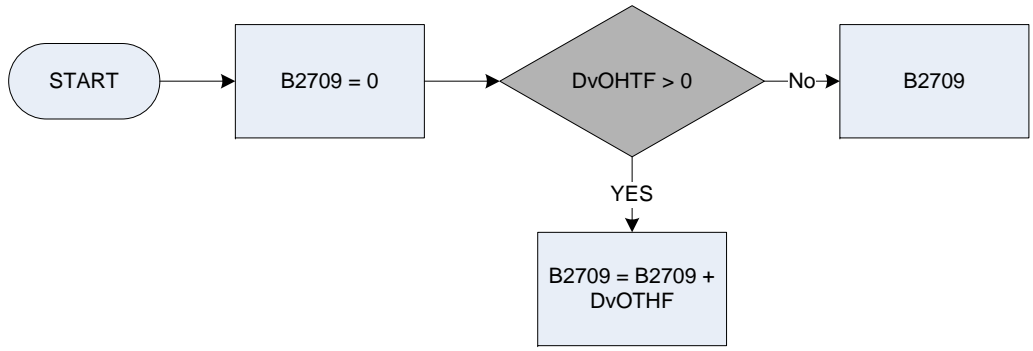 START
B2709 = 0
DvOHTF > 0
No
B2709
YES
B2709 = B2709 +
DvOTHF